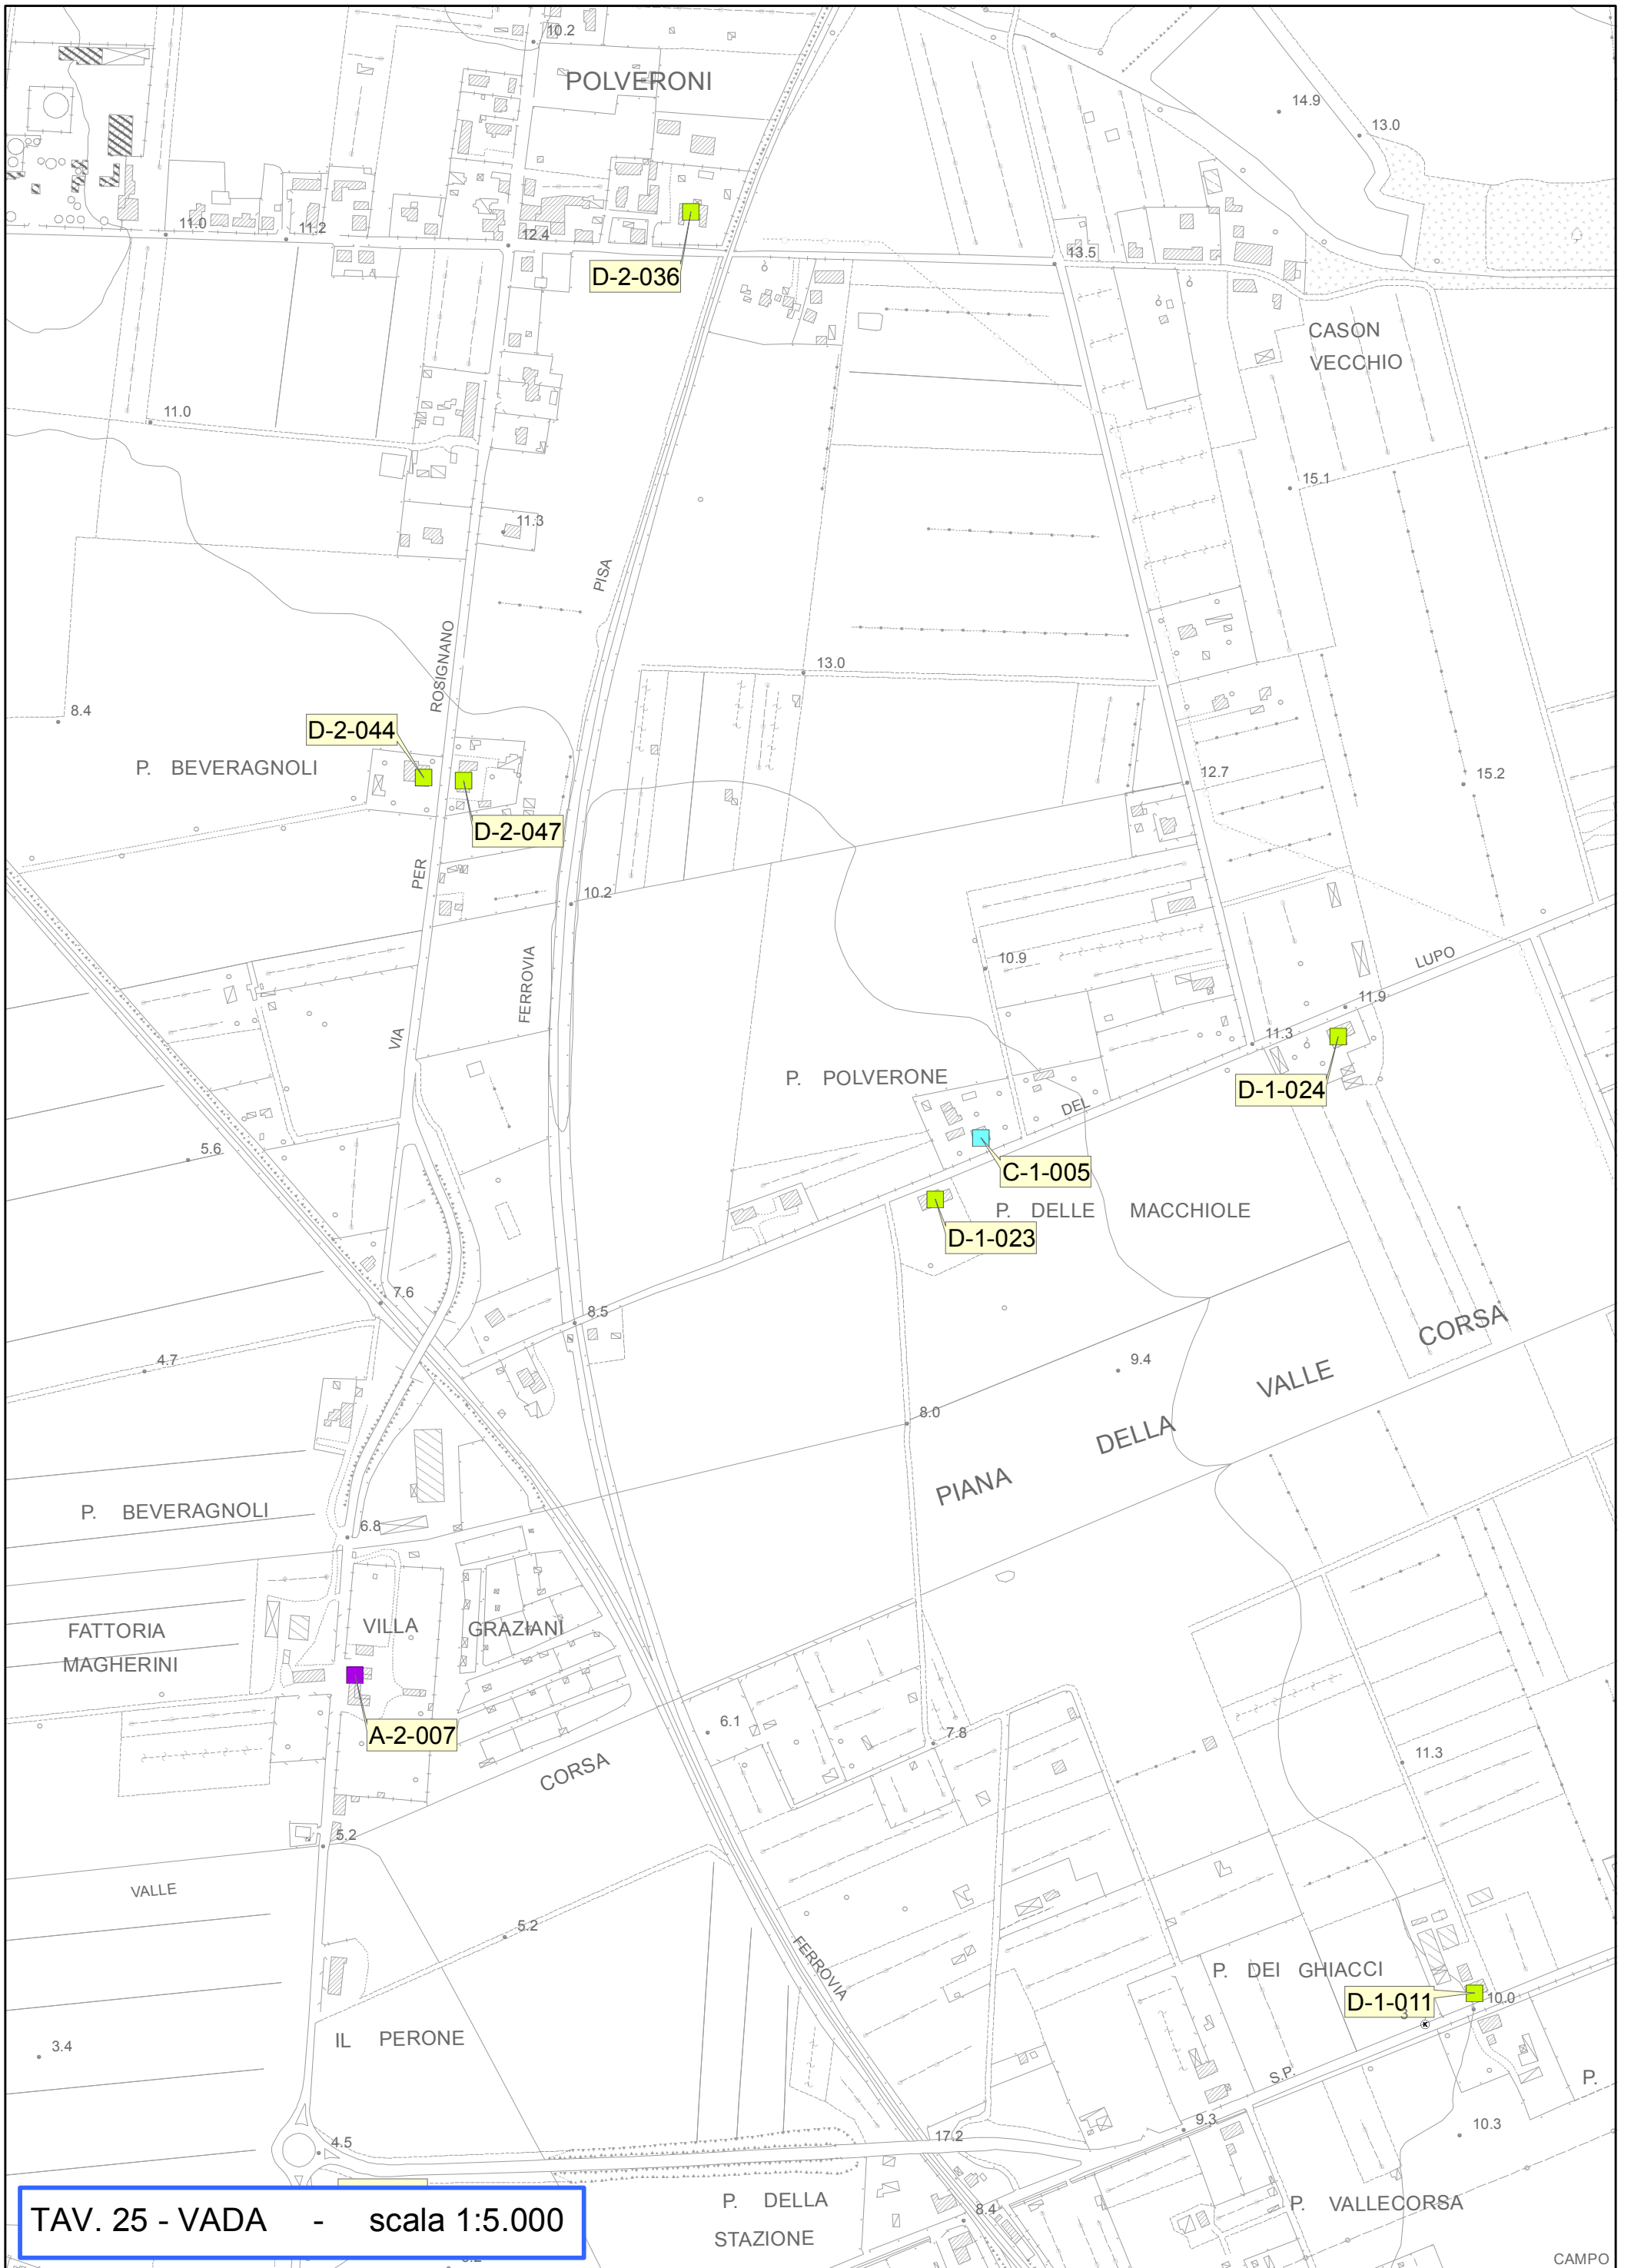 10.2
POLVERONI
14.9
13.0
11.0
11.2
12.4
13.5
D-2-036
CASON
VECCHIO
11.0
15.1
11.3
PISA
ROSIGNANO
13.0
8.4
D-2-044
P. BEVERAGNOLI
12.7
15.2
D-2-047
PER
10.2
FERROVIA
10.9
LUPO
11.9
VIA
11.3
P. POLVERONE
D-1-024
DEL
5.6
C-1-005
P. DELLE MACCHIOLE
D-1-023
7.6
8.5
CORSA
4.7
9.4
VALLE
8.0
DELLA
PIANA
P. BEVERAGNOLI
6.8
FATTORIA
MAGHERINI
VILLA GRAZIANI
A-2-007
6.1
7.8
11.3
CORSA
5.2
VALLE
5.2
FERROVIA
P. DEI GHIACCI
D-1-011
10.0
3
IL PERONE
3.4
S.P.
P.
9.3
10.3
4.5
17.2
TAV. 25 - VADA - scala 1:5.000
P. DELLA
STAZIONE
8.4
P. VALLECORSA
CAMPO